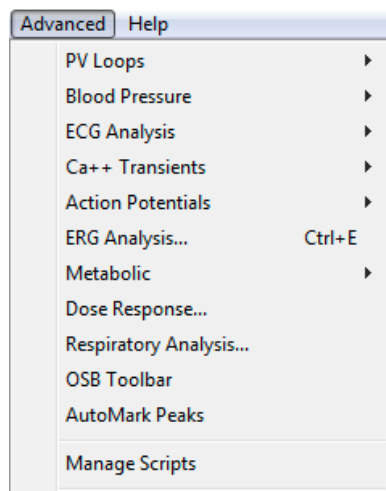 Advanced Help
PV Loops
Blood Pressure
ECG Analysis
Ca++ Transients
Action Potentials
ERG Analysis... Ctrl+E
Metabolic
Dose Response...
Respiratory Analysis...
OSB Toolbar
AutoMark Peaks
Manage Scripts